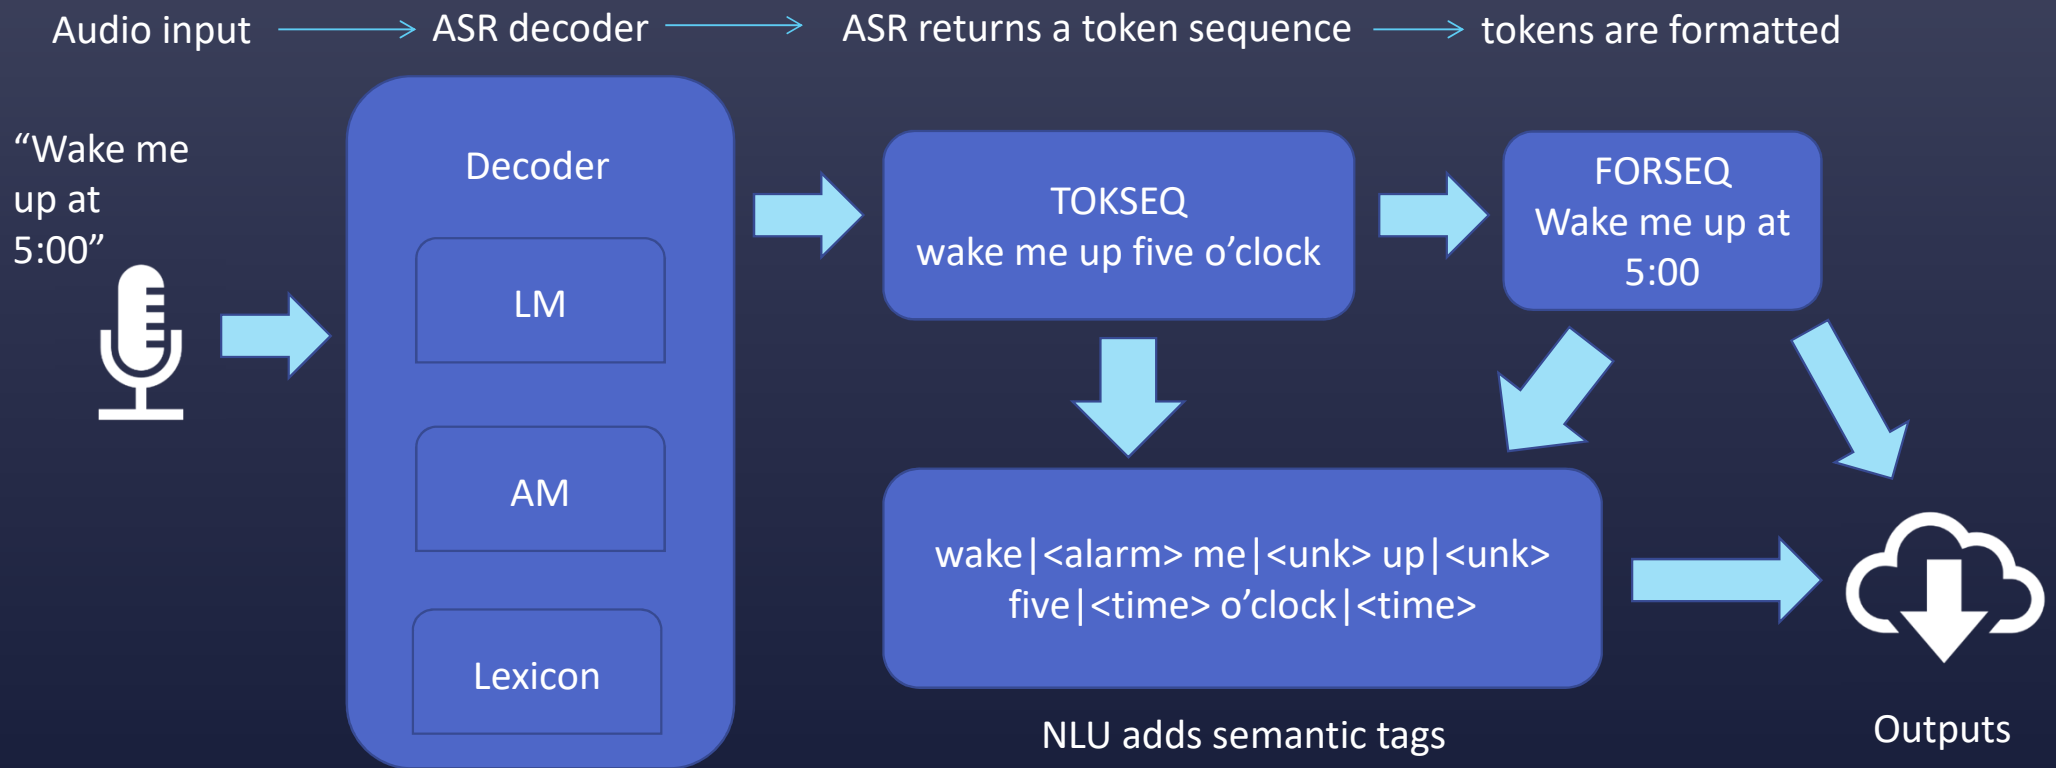 Audio input
ASR decoder
ASR returns a token sequence
tokens are formatted
“Wake me
up at
5:00”
Decoder
LM
AM
Lexicon
TOKSEQ
wake me up five o’clock
FORSEQ
Wake me up at
5:00
wake|<alarm> me|<unk> up|<unk>
five|<time> o’clock|<time>
NLU adds semantic tags
Outputs